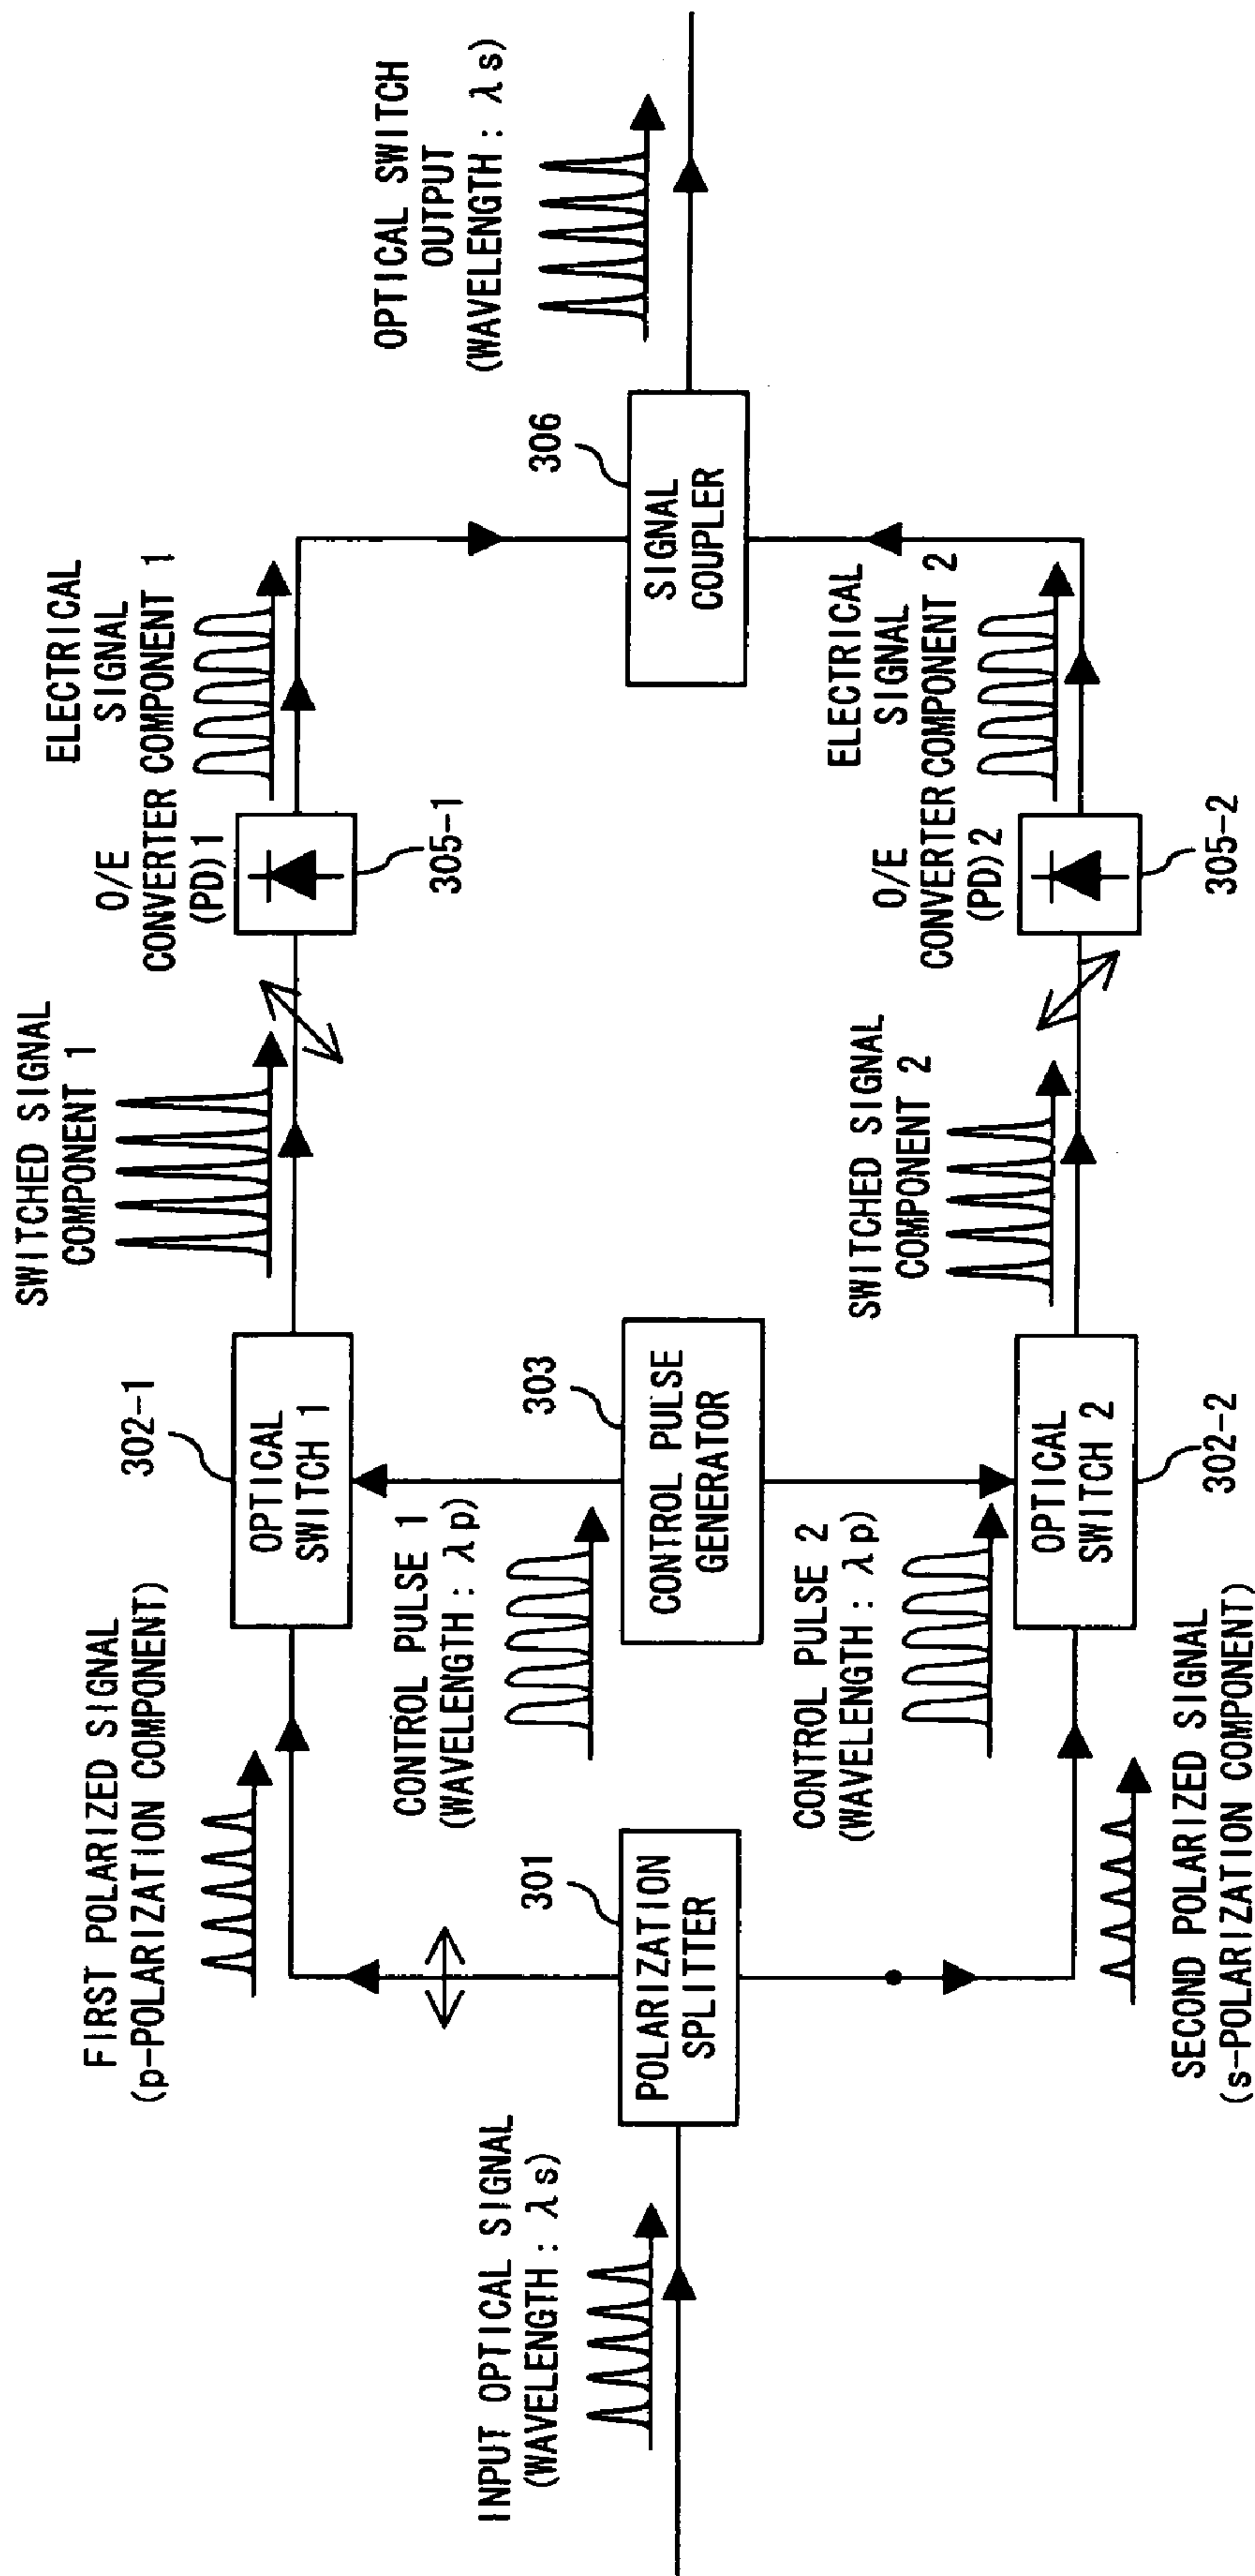 INPUT OPTICAL SIGNAL
(WAVELENGTH: λs)
301
POLARIZATION
SPLITTER
FIRST POLARIZED SIGNAL
(p-POLARIZATION COMPONENT)
SECOND POLARIZED SIGNAL
(s-POLARIZATION COMPONENT)
CONTROL PULSE 1
(WAVELENGTH: λp)
303
CONTROL PULSE
GENERATOR
CONTROL PULSE 2
(WAVELENGTH: λp)
302-1
OPTICAL
SWITCH 1
OPTICAL
SWITCH 2
302-2
SWITCHED SIGNAL
COMPONENT 1
SWITCHED SIGNAL
COMPONENT 2
O/E
CONVERTER
(PD)1
305-1
O/E
CONVERTER
(PD)2
305-2
ELECTRICAL
SIGNAL
COMPONENT 1
ELECTRICAL
SIGNAL
COMPONENT 2
306
SIGNAL
COUPLER
OPTICAL SWITCH
OUTPUT
(WAVELENGTH: λs)